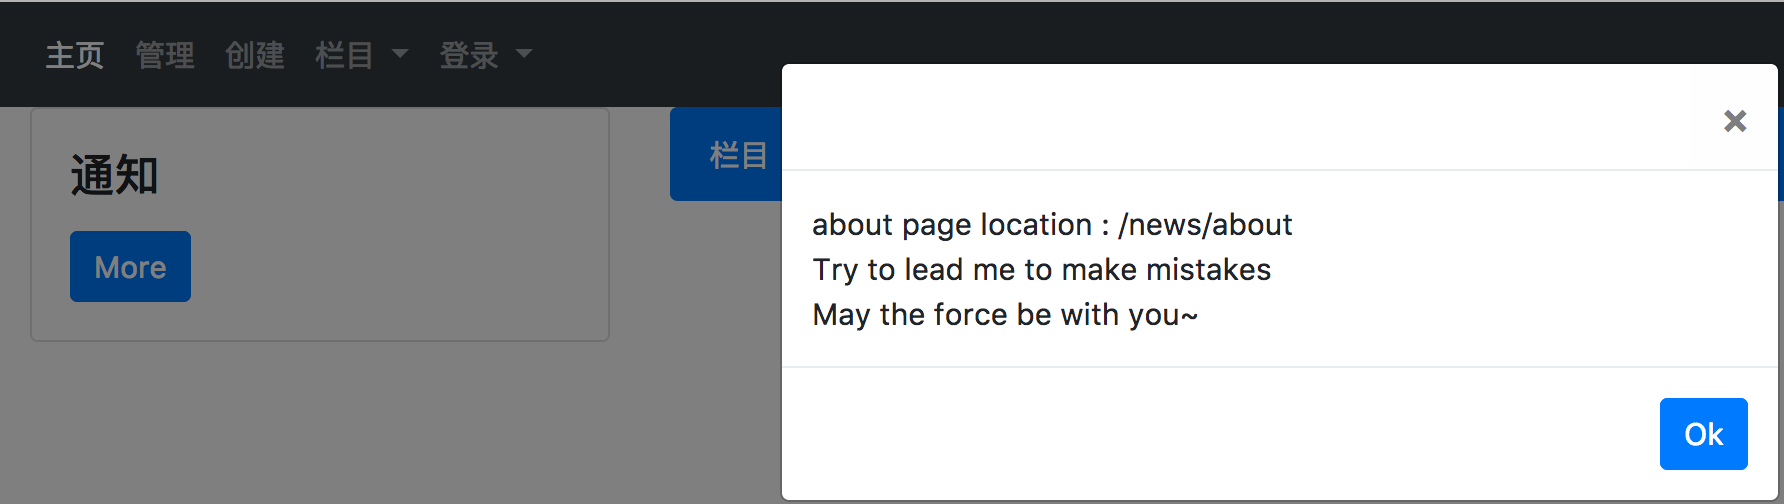 主页 管理 创建 栏目 登录
×
通知
栏目
More
about page location : /news/about
Try to lead me to make mistakes
May the force be with you~
Ok